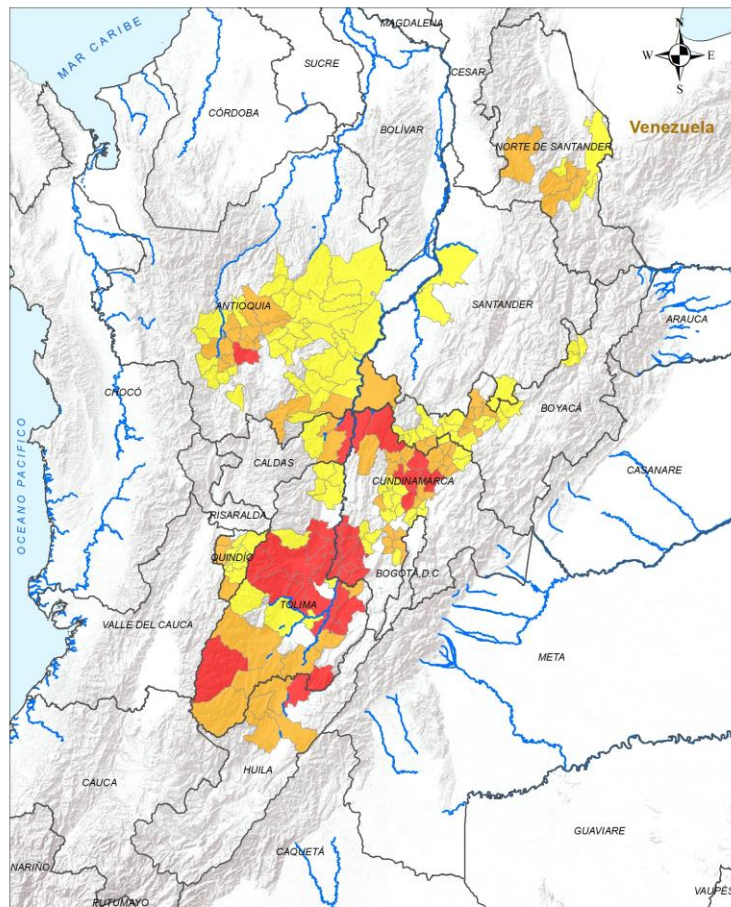 MAGDALENA
N
MAR CARIBE
SUCRE
W
E
CESAR
S
CÓRDOBA
BOLÍVAR
Venezuela
NORTE DE SANTANDER
ANTIOQUIA
SANTANDER
ARAUCA
CHOCÓ
BOYACÁ
OCEANO PACIFICO
CALDAS
CASANARE
CUNDINAMARCA
RISARALDA
QUINDÍO
BOGOTÁ, D.C
TOLIMA
VALLE DEL CAUCA
META
HUILA
CAUCA
GUAVIARE
CAQUETÁ
NARIÑO
PUTUMAYO
VAUPÉS